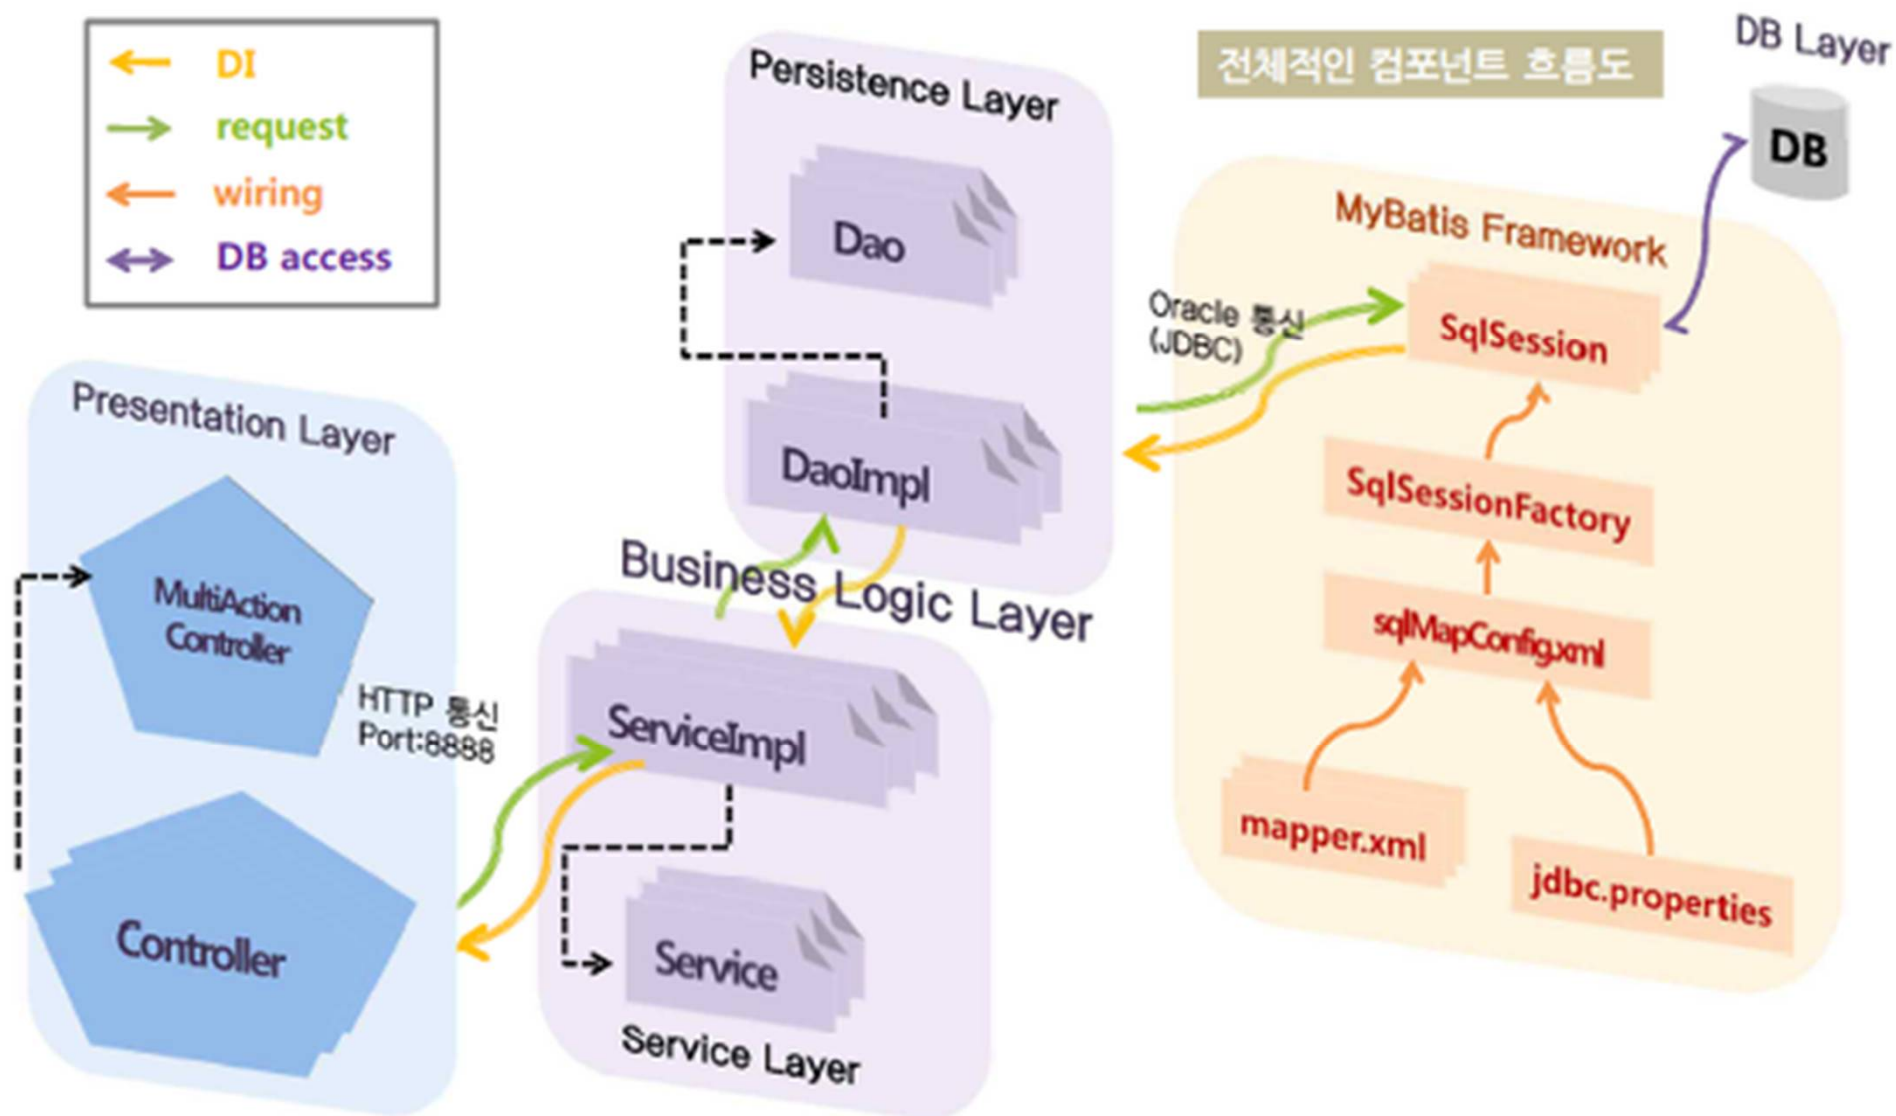 DI
request
wiring
DB access
전체적인 컴포넌트 흐름도
DB Layer
DB
Persistence Layer
Dao
DaoImpl
Oracle 통신
(JDBC)
MyBatis Framework
SqlSession
SqlSessionFactory
sqlMapConfig.xml
mapper.xml
jdbc.properties
Presentation Layer
MultiAction
Controller
HTTP 통신
Port:8888
Controller
Business Logic Layer
ServiceImpl
Service
Service Layer